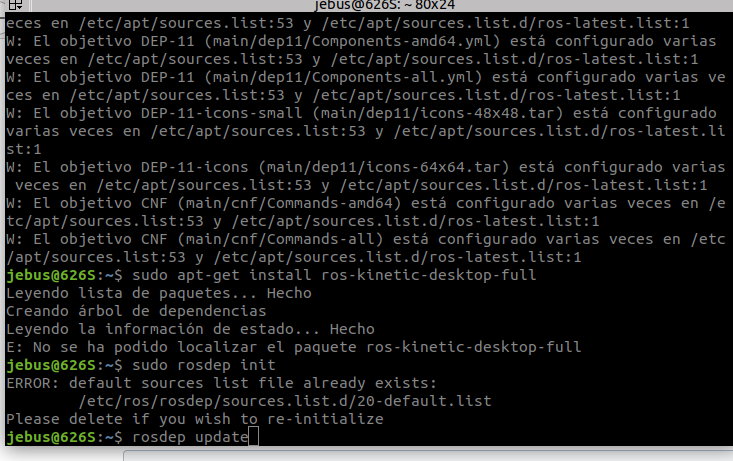 jebus@626S: ~ 80x24
eces en /etc/apt/sources.list:53 y /etc/apt/sources.list.d/ros-latest.list:1
W: El objetivo DEP-11 (main/dep11/Components-amd64.yml) está configurado varias
veces en /etc/apt/sources.list:53 y /etc/apt/sources.list.d/ros-latest.list:1
W: El objetivo DEP-11 (main/dep11/Components-all.yml) está configurado varias ve
ces en /etc/apt/sources.list:53 y /etc/apt/sources.list.d/ros-latest.list:1
W: El objetivo DEP-11-icons-small (main/dep11/icons-48x48.tar) está configurado
varias veces en /etc/apt/sources.list:53 y /etc/apt/sources.list.d/ros-latest.li
st:1
W: El objetivo DEP-11-icons (main/dep11/icons-64x64.tar) está configurado varias
 veces en /etc/apt/sources.list:53 y /etc/apt/sources.list.d/ros-latest.list:1
W: El objetivo CNF (main/cnf/Commands-amd64) está configurado varias veces en /e
tc/apt/sources.list:53 y /etc/apt/sources.list.d/ros-latest.list:1
W: El objetivo CNF (main/cnf/Commands-all) está configurado varias veces en /etc
/apt/sources.list:53 y /etc/apt/sources.list.d/ros-latest.list:1
jebus@626S:~$ sudo apt-get install ros-kinetic-desktop-full
Leyendo lista de paquetes... Hecho
Creando árbol de dependencias
Leyendo la información de estado... Hecho
E: No se ha podido localizar el paquete ros-kinetic-desktop-full
jebus@626S:~$ sudo rosdep init
ERROR: default sources list file already exists:
        /etc/ros/rosdep/sources.list.d/20-default.list
Please delete if you wish to re-initialize
jebus@626S:~$ rosdep update